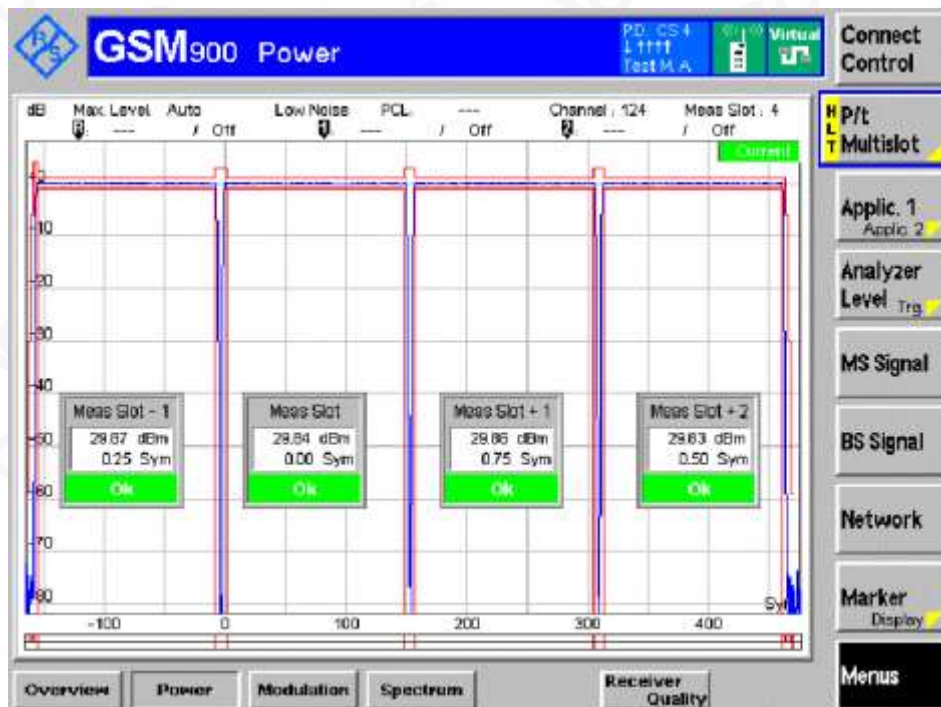 R&S
GSM900 Power
P.D. CS 4
Test M. A.
Virtual
Connect
Control
dB Max. Level Auto Low Noise PCL: --- Channel : 124 Meas Slot : 4
--- / Off --- / Off --- / Off
Current
HLT
P/t
Multislot
Applic. 1
Applic. 2
Analyzer
Level Trg.
MS Signal
BS Signal
Network
Marker
Display
Menus
-10
-20
-30
-40
-50
-60
-70
-80
Meas Slot - 1
29.87 dBm
0.25 Sym
Ok
Meas Slot
29.84 dBm
0.00 Sym
Ok
Meas Slot + 1
29.86 dBm
0.75 Sym
Ok
Meas Slot + 2
29.83 dBm
0.50 Sym
Ok
-100 0 100 200 300 400
Overview Power Modulation Spectrum Receiver Quality